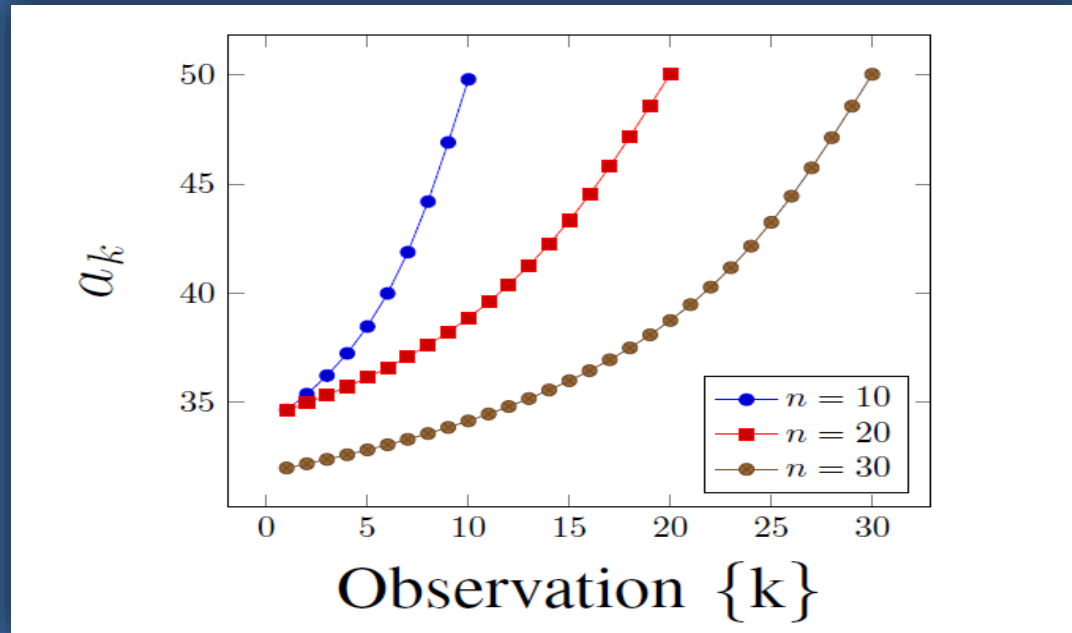 50
45
40
35
a_k
n = 10
n = 20
n = 30
0 5 10 15 20 25 30
Observation {k}